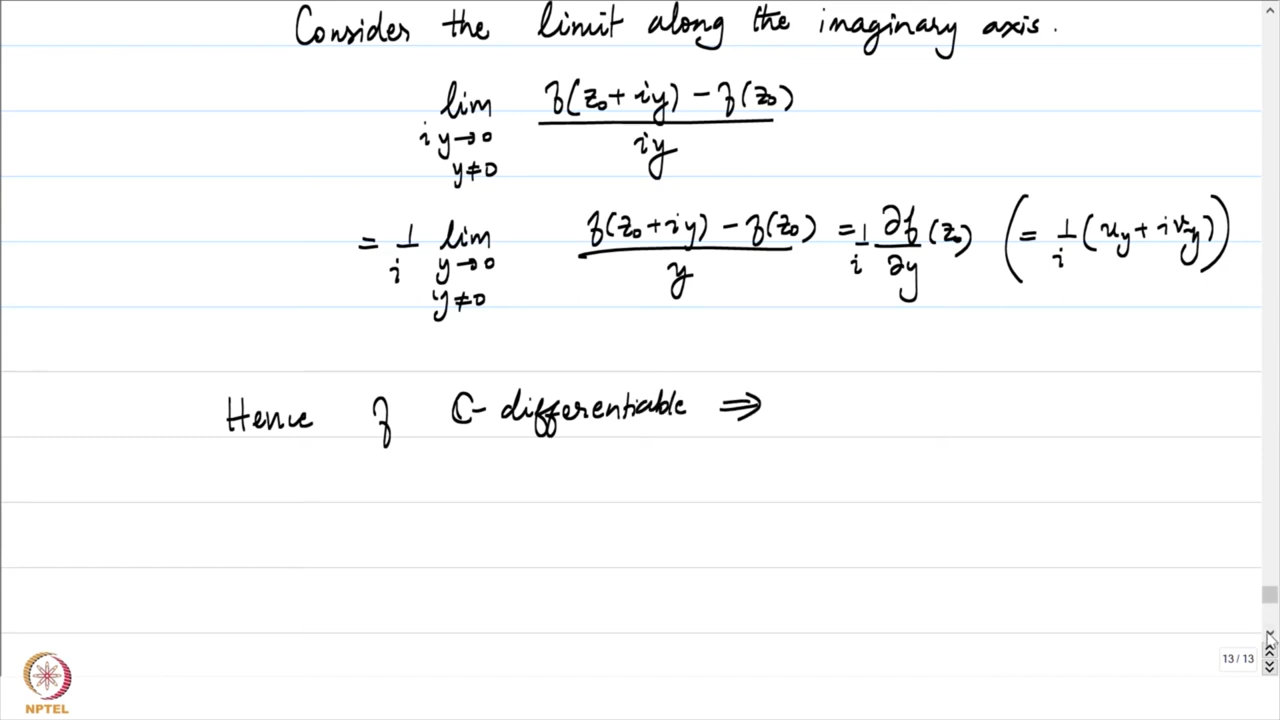 Consider the limit along the imaginary axis.
lim iy→0 y≠0 f(z₀+iy) − f(z₀) / iy
= 1/i lim y→0 y≠0 f(z₀+iy) − f(z₀) / y = 1/i ∂f/∂y (z₀) ( = 1/i (u_y + i v_y) )
Hence f ℂ- differentiable ⇒
13 / 13
NPTEL